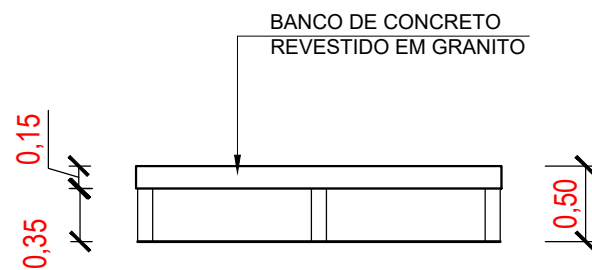 BANCO DE CONCRETO
REVESTIDO EM GRANITO
0,15
0,35
0,50